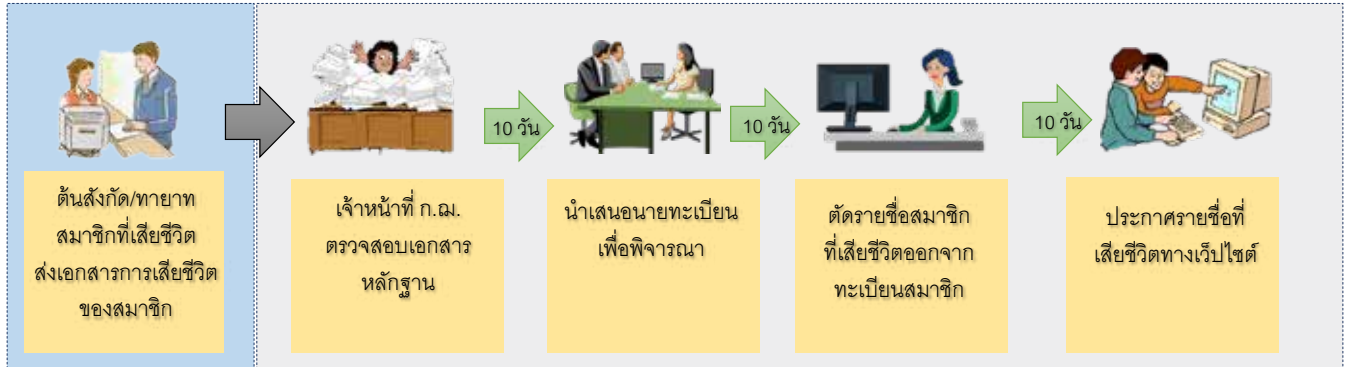 ต้นสังกัด/ทายาท
สมาชิกที่เสียชีวิต
ส่งเอกสารการเสียชีวิต
ของสมาชิก
เจ้าหน้าที่ ก.ฌ.
ตรวจสอบเอกสาร
หลักฐาน
10 วัน
นำเสนอนายทะเบียน
เพื่อพิจารณา
10 วัน
ตัดรายชื่อสมาชิก
ที่เสียชีวิตออกจาก
ทะเบียนสมาชิก
10 วัน
ประกาศรายชื่อที่
เสียชีวิตทางเว็ปไซต์